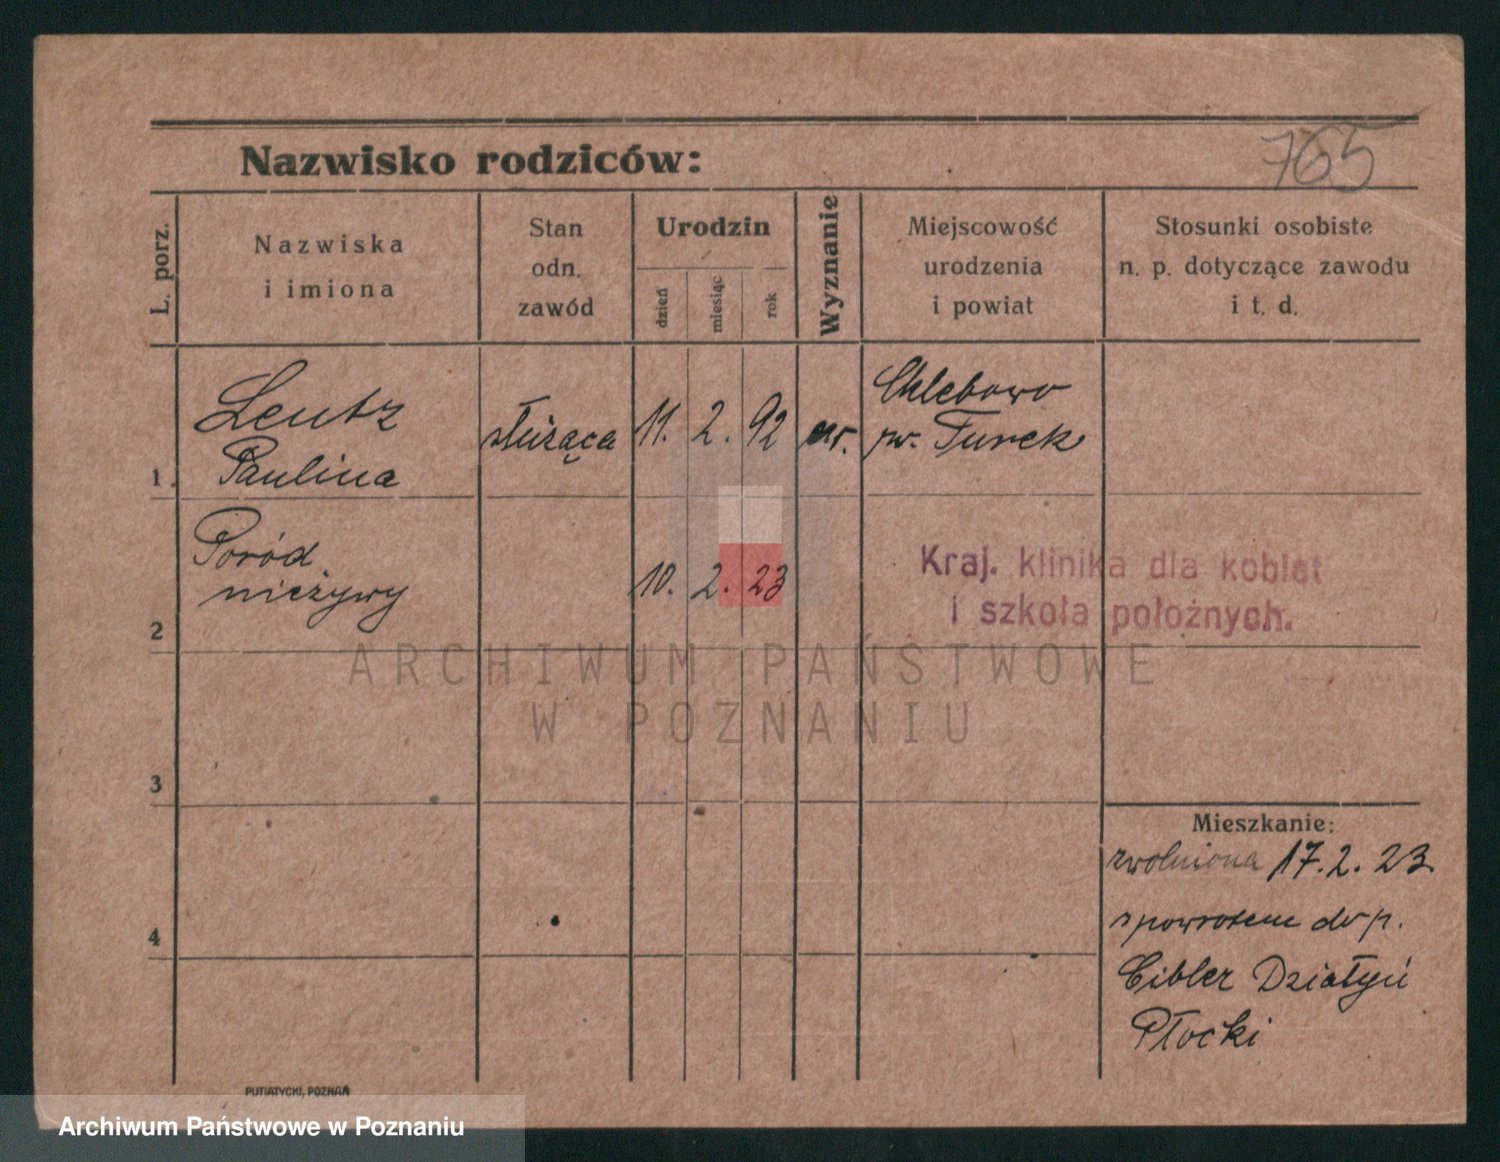 765
Nazwisko rodziców:
L. porz.
Nazwiska
i imiona
Stan
odn.
zawód
Urodzin
dzień
miesiąc
rok
Wyznanie
Miejscowość
urodzenia
i powiat
Stosunki osobiste
n. p. dotyczące zawodu
i t. d.
1.
Leutz
Paulina
służąca
11. 2. 92
ew.
Chlebowo
pw. Turek
2
Poród
nieżywy
10. 2. 23
Kraj. klinika dla kobiet
i szkoła położnych.
ARCHIWUM PAŃSTWOWE
W POZNANIU
3
4
Mieszkanie:
zwolniona 17. 2. 23
spowrotem do p.
Cibler Działyń
Płocki
PUTIATYCKI, POZNAŃ
Archiwum Państwowe w Poznaniu